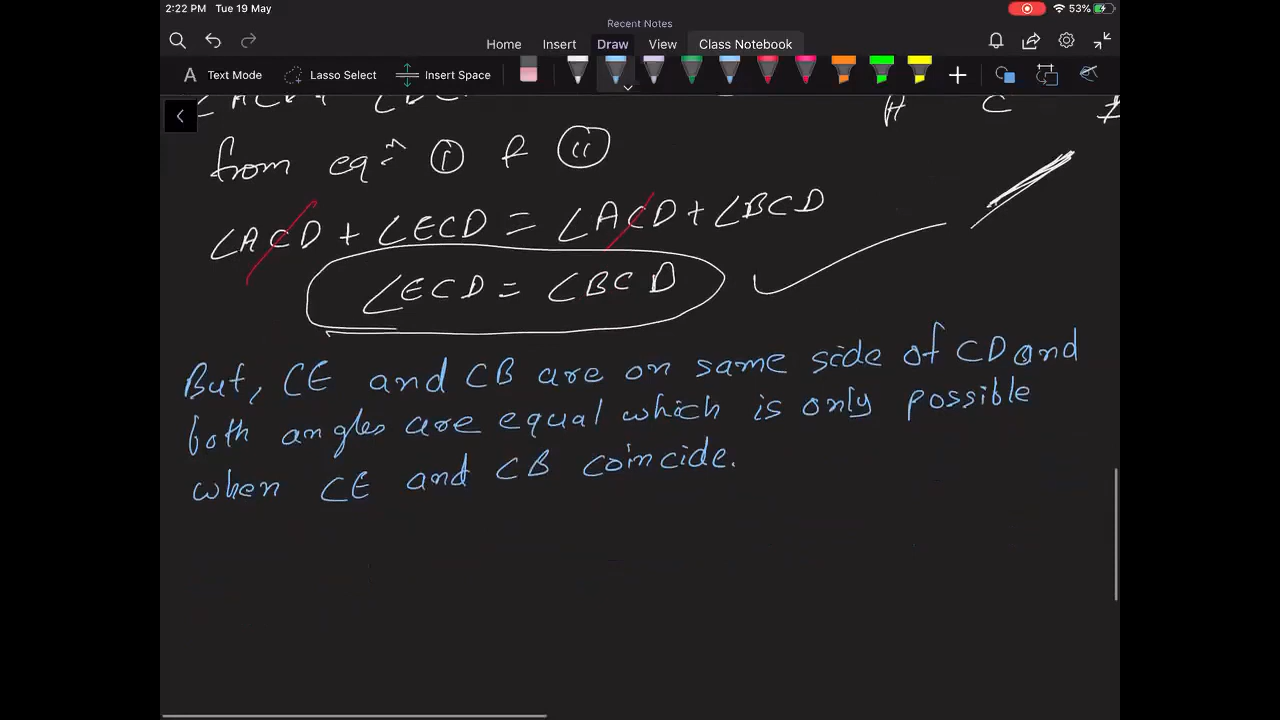 2:22 PM Tue 19 May
53%
Recent Notes
Home Insert Draw View Class Notebook
Text Mode Lasso Select Insert Space
A C
from eqⁿ (i) & (ii)
∠ACD + ∠ECD = ∠ACD + ∠BCD
∠ECD = ∠BCD
But, CE and CB are on same side of CD and
both angles are equal which is only possible
when CE and CB coincide.